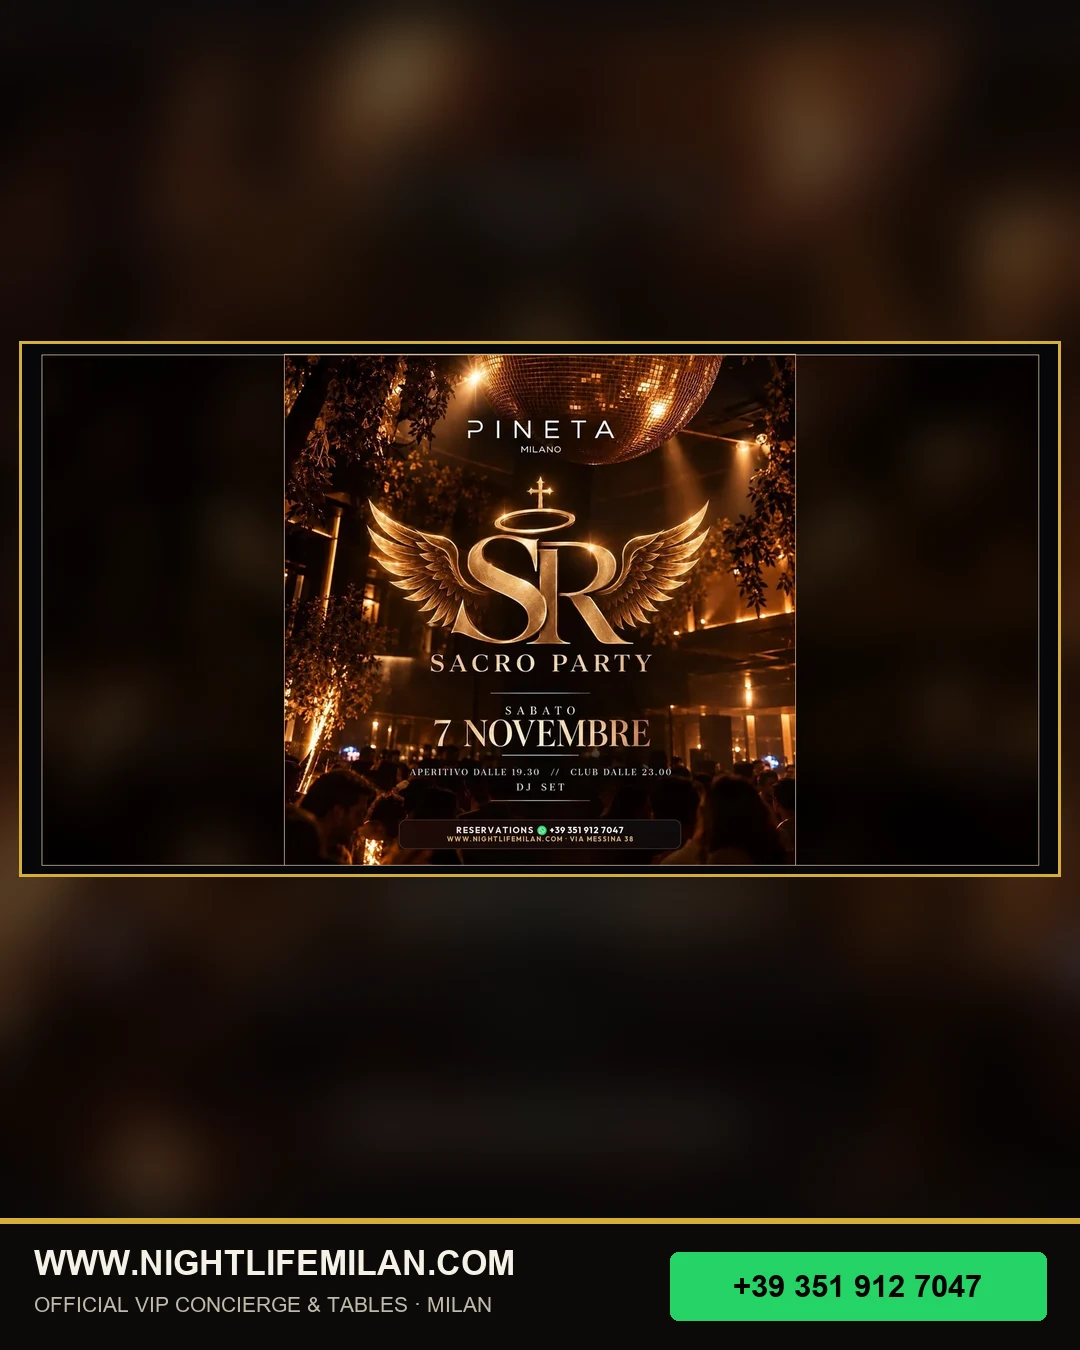 PINETA
MILANO
SR
SACRO PARTY
SABATO
7 NOVEMBRE
APERITIVO DALLE 19.30 // CLUB DALLE 23.00
DJ SET
RESERVATIONS +39 351 912 7047
WWW.NIGHTLIFEMILAN.COM · VIA MESSINA 38
WWW.NIGHTLIFEMILAN.COM
OFFICIAL VIP CONCIERGE & TABLES · MILAN
+39 351 912 7047